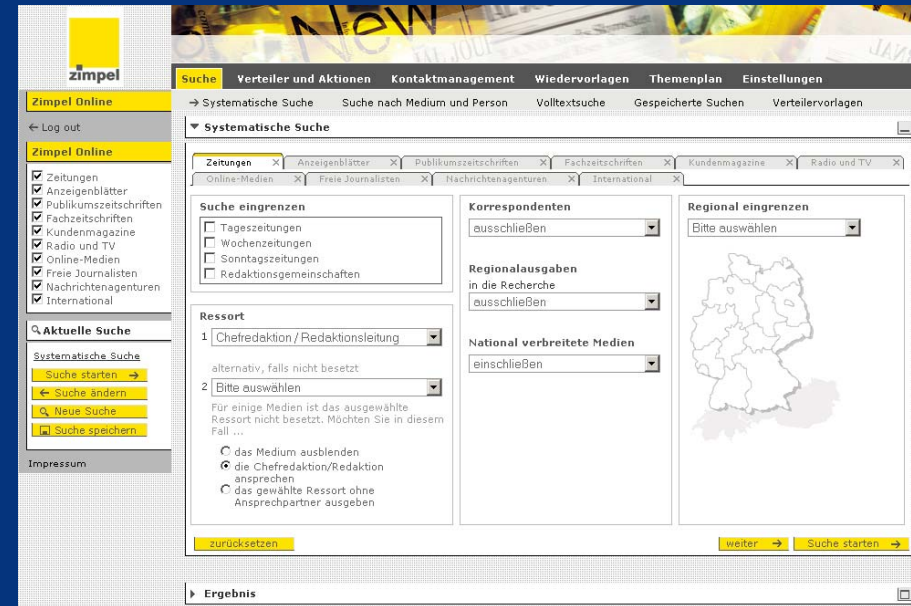 New
JOUI
zimpel
Suche Verteiler und Aktionen Kontaktmanagement Wiedervorlagen Themenplan Einstellungen
Zimpel Online
→ Systematische Suche Suche nach Medium und Person Volltextsuche Gespeicherte Suchen Verteilervorlagen
← Log out
▼ Systematische Suche
Zimpel Online
Zeitungen X Anzeigenblätter X Publikumszeitschriften X Fachzeitschriften X Kundenmagazine X Radio und TV X
Online-Medien X Freie Journalisten X Nachrichtenagenturen X International X
Zeitungen
Anzeigenblätter
Publikumszeitschriften
Fachzeitschriften
Kundenmagazine
Radio und TV
Online-Medien
Freie Journalisten
Nachrichtenagenturen
International
Aktuelle Suche
Systematische Suche
Suche starten →
← Suche ändern
Neue Suche
Suche speichern
Impressum
Suche eingrenzen
Tageszeitungen
Wochenzeitungen
Sonntagszeitungen
Redaktionsgemeinschaften
Ressort
1 Chefredaktion / Redaktionsleitung
alternativ, falls nicht besetzt
2 Bitte auswählen
Für einige Medien ist das ausgewählte
Ressort nicht besetzt. Möchten Sie in diesem
Fall ...
das Medium ausblenden
die Chefredaktion/Redaktion
ansprechen
das gewählte Ressort ohne
Ansprechpartner ausgeben
Korrespondenten
ausschließen
Regionalausgaben
in die Recherche
ausschließen
National verbreitete Medien
einschließen
Regional eingrenzen
Bitte auswählen
zurücksetzen
weiter →
Suche starten →
Ergebnis